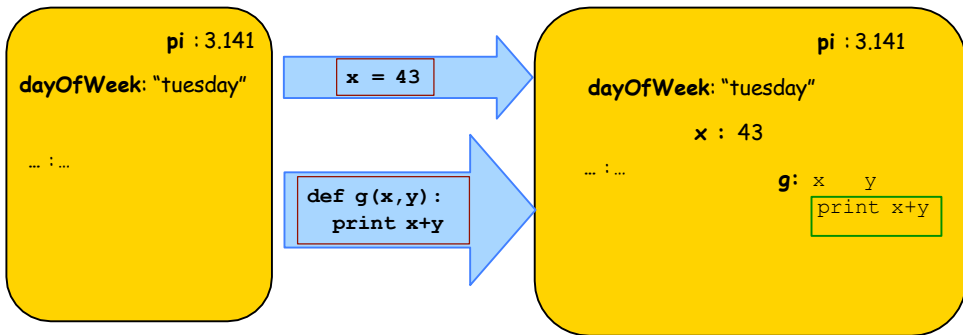 pi : 3.141
dayOfWeek: “tuesday”
… : …
x = 43
def g(x,y):
  print x+y
pi : 3.141
dayOfWeek: “tuesday”
x : 43
… : …
g: x y
print x+y